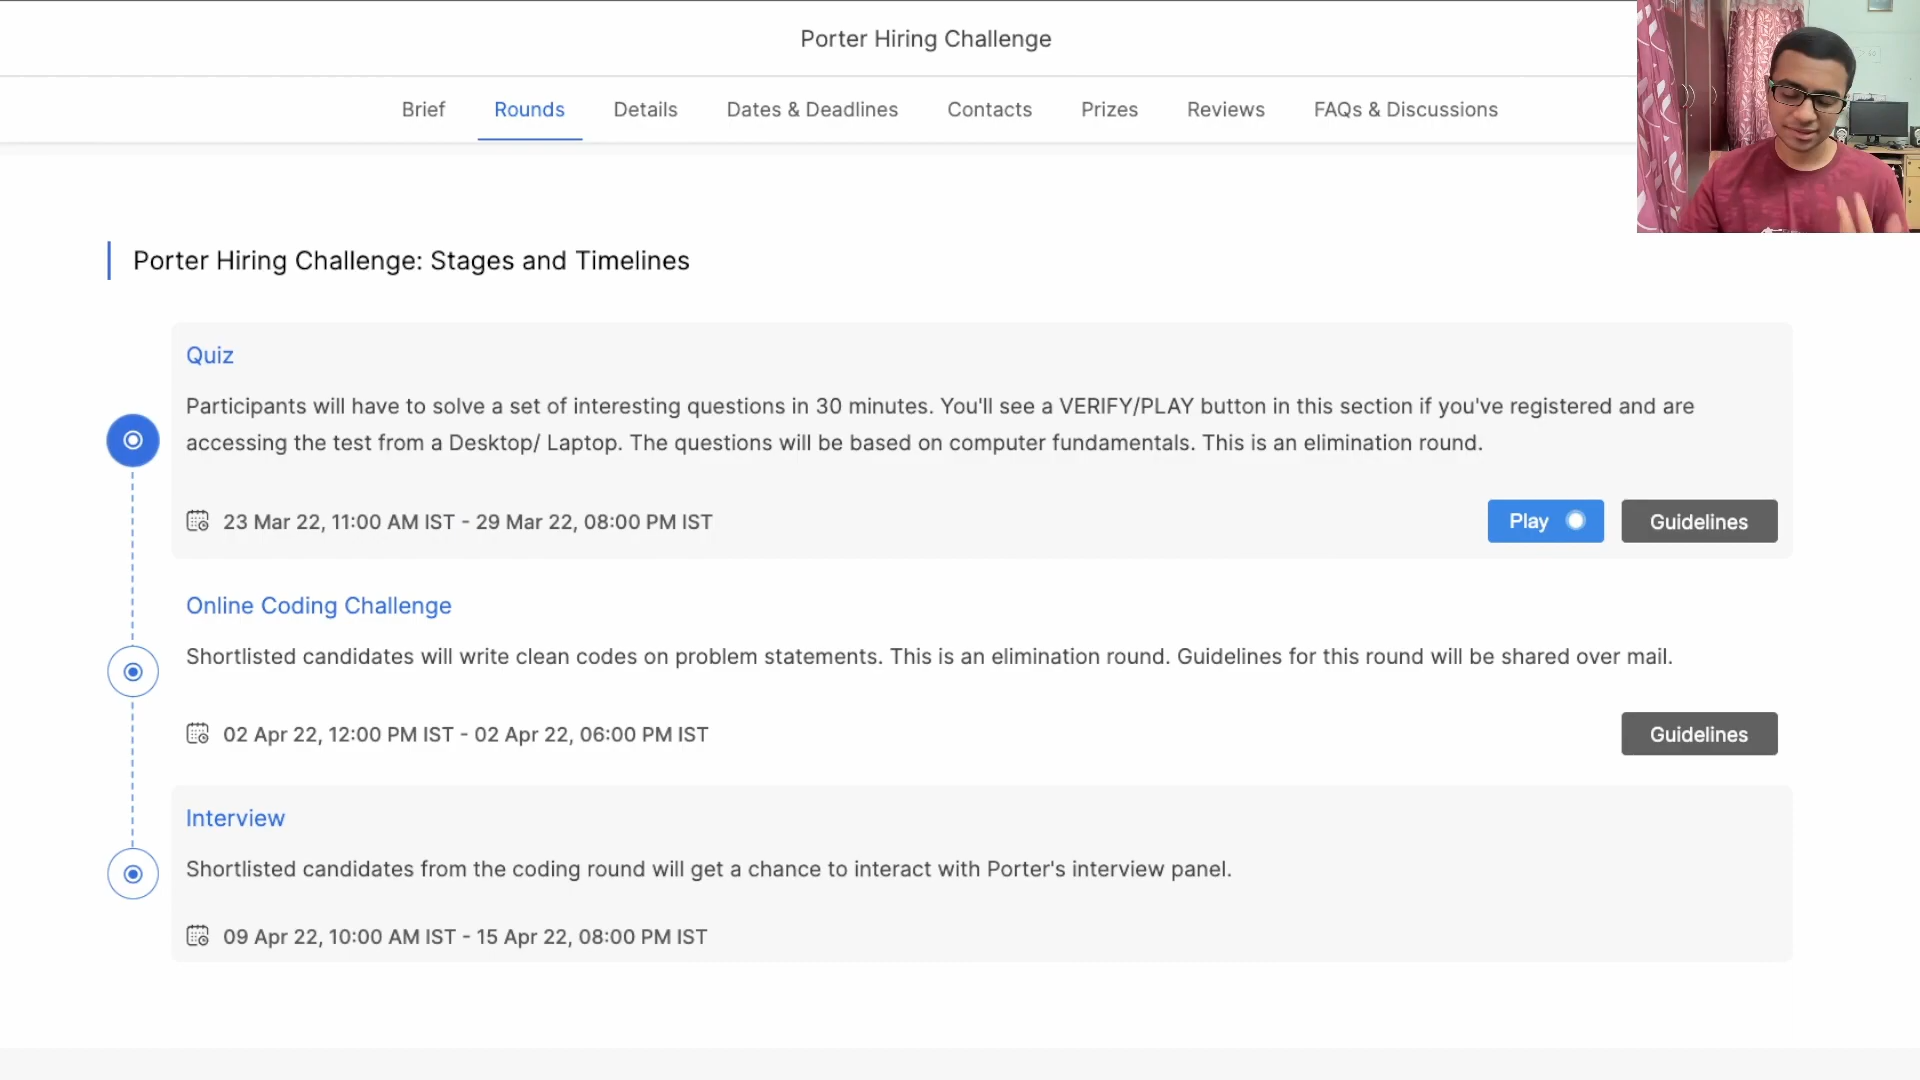 Porter Hiring Challenge
Brief Rounds Details Dates & Deadlines Contacts Prizes Reviews FAQs & Discussions
Porter Hiring Challenge: Stages and Timelines
Quiz
Participants will have to solve a set of interesting questions in 30 minutes. You'll see a VERIFY/PLAY button in this section if you've registered and are
accessing the test from a Desktop/ Laptop. The questions will be based on computer fundamentals. This is an elimination round.
23 Mar 22, 11:00 AM IST - 29 Mar 22, 08:00 PM IST Play Guidelines
Online Coding Challenge
Shortlisted candidates will write clean codes on problem statements. This is an elimination round. Guidelines for this round will be shared over mail.
02 Apr 22, 12:00 PM IST - 02 Apr 22, 06:00 PM IST Guidelines
Interview
Shortlisted candidates from the coding round will get a chance to interact with Porter's interview panel.
09 Apr 22, 10:00 AM IST - 15 Apr 22, 08:00 PM IST